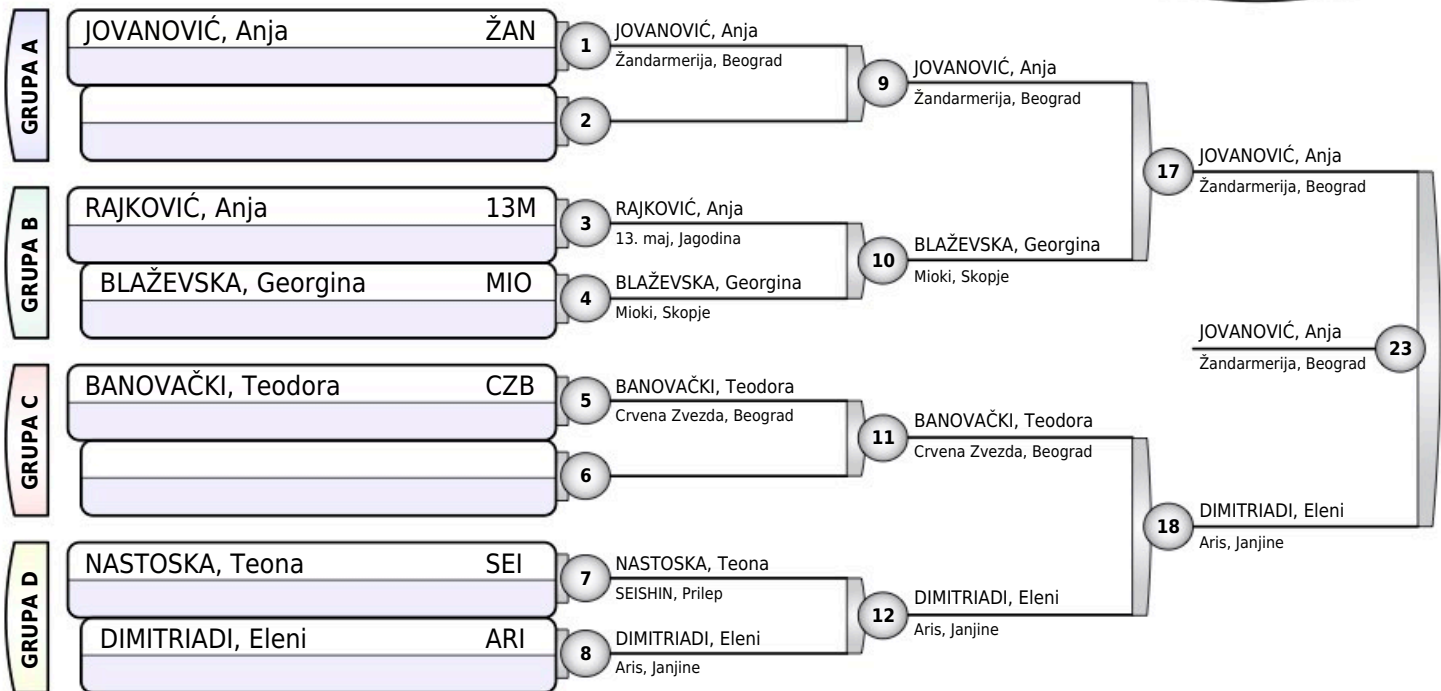 GRUPA A
JOVANOVIĆ, Anja ŽAN
1
JOVANOVIĆ, Anja
Žandarmerija, Beograd
2
9
JOVANOVIĆ, Anja
Žandarmerija, Beograd
GRUPA B
RAJKOVIĆ, Anja 13M
3
RAJKOVIĆ, Anja
13. maj, Jagodina
BLAŽEVSKA, Georgina MIO
4
BLAŽEVSKA, Georgina
Mioki, Skopje
10
BLAŽEVSKA, Georgina
Mioki, Skopje
17
JOVANOVIĆ, Anja
Žandarmerija, Beograd
GRUPA C
BANOVAČKI, Teodora CZB
5
BANOVAČKI, Teodora
Crvena Zvezda, Beograd
6
11
BANOVAČKI, Teodora
Crvena Zvezda, Beograd
GRUPA D
NASTOSKA, Teona SEI
7
NASTOSKA, Teona
SEISHIN, Prilep
DIMITRIADI, Eleni ARI
8
DIMITRIADI, Eleni
Aris, Janjine
12
DIMITRIADI, Eleni
Aris, Janjine
18
DIMITRIADI, Eleni
Aris, Janjine
JOVANOVIĆ, Anja
Žandarmerija, Beograd
23